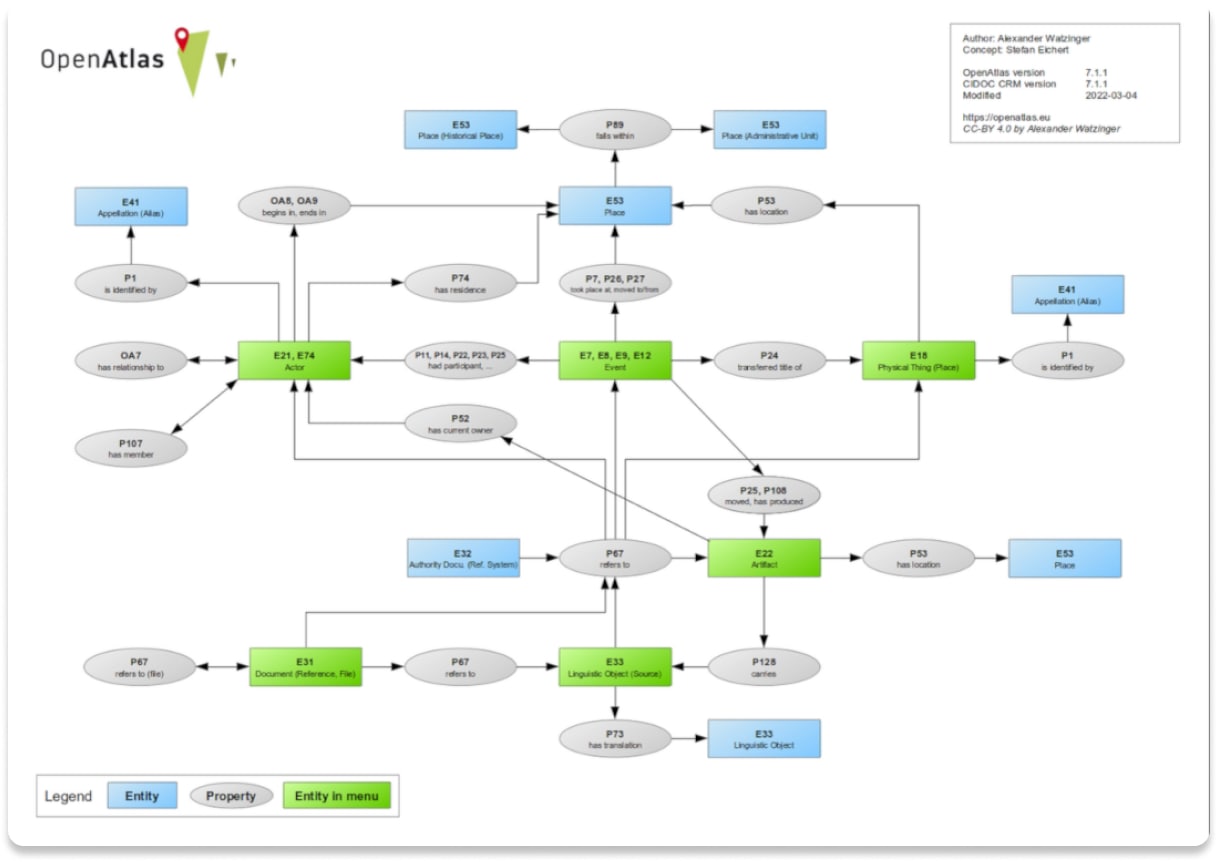 OpenAtlas
Author: Alexander Watzinger
Concept: Stefan Eichert
OpenAtlas version 7.1.1
CIDOC CRM version 7.1.1
Modified 2022-03-04
https://openatlas.eu
CC-BY 4.0 by Alexander Watzinger
E53
Place (Historical Place)
P89
falls within
E53
Place (Administrative Unit)
E41
Appellation (Alias)
OA8, OA9
begins in, ends in
E53
Place
P53
has location
P1
is identified by
P74
has residence
P7, P26, P27
took place at, moved to/from
E41
Appellation (Alias)
OA7
has relationship to
E21, E74
Actor
P11, P14, P22, P23, P25
had participant, ...
E7, E8, E9, E12
Event
P24
transferred title of
E18
Physical Thing (Place)
P1
is identified by
P52
has current owner
P107
has member
P25, P108
moved, has produced
E32
Authority Docu. (Ref. System)
P67
refers to
E22
Artifact
P53
has location
E53
Place
P67
refers to (file)
E31
Document (Reference, File)
P67
refers to
E33
Linguistic Object (Source)
P128
carries
P73
has translation
E33
Linguistic Object
Legend
Entity
Property
Entity in menu